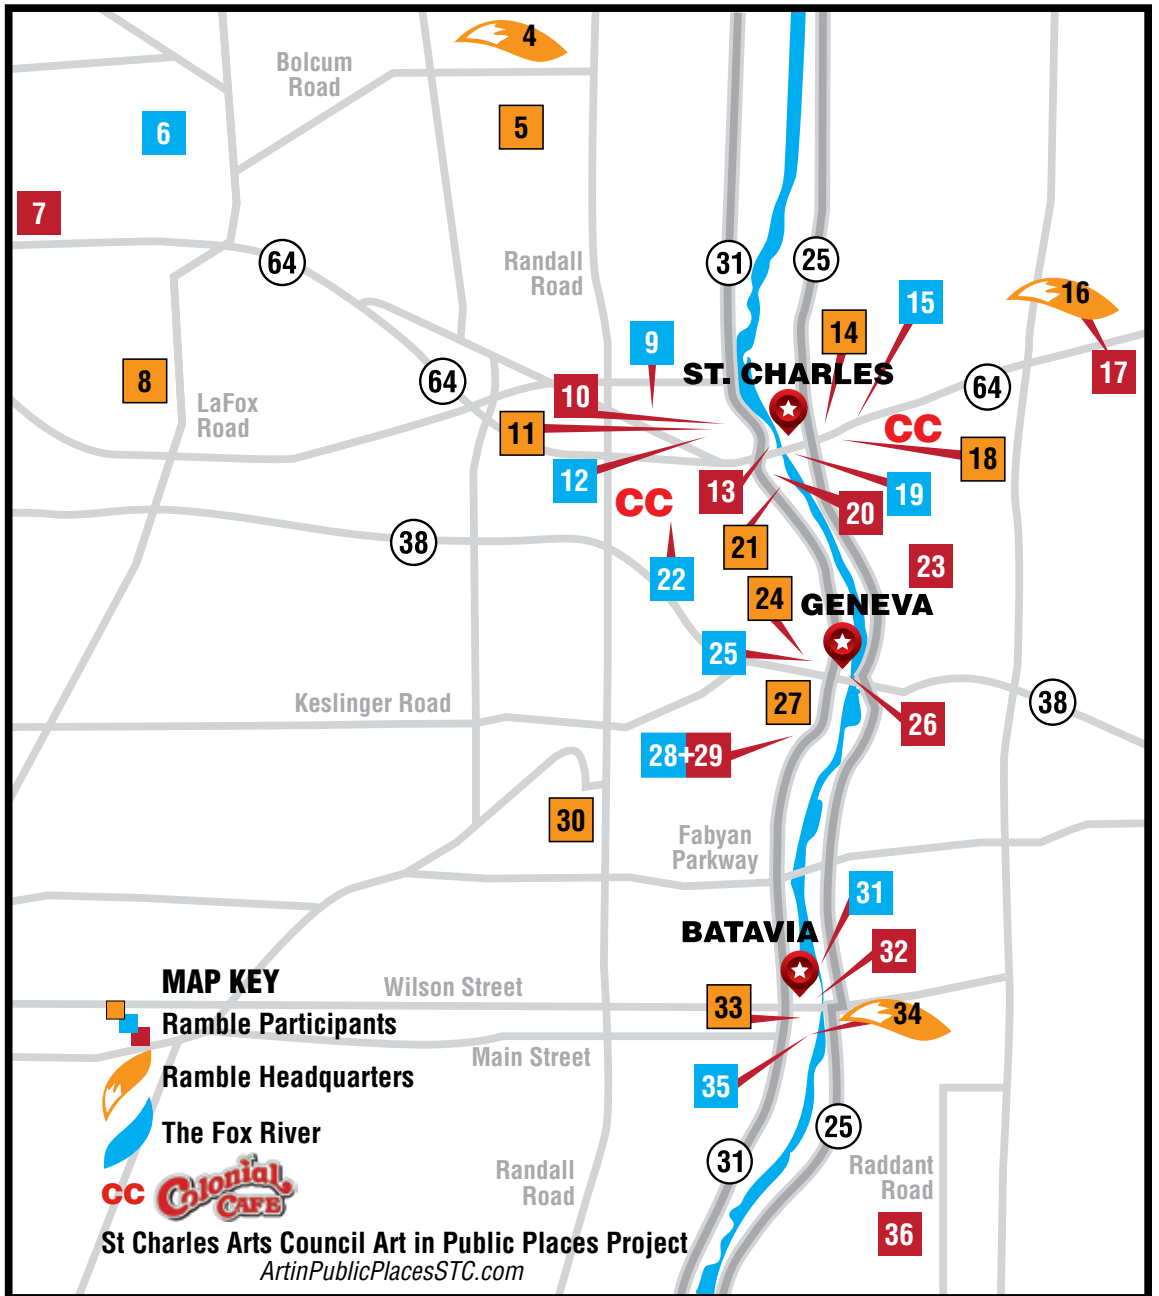 4
Bolcum
Road
5
6
7
64
31
25
Randall
Road
16
15
14
9
17
8
64
ST. CHARLES
64
10
LaFox
Road
11
CC
18
12
13
19
CC
20
38
21
23
22
24
GENEVA
25
Keslinger Road
27
38
26
28+29
30
Fabyan
Parkway
31
BATAVIA
32
MAP KEY
Wilson Street
33
34
Ramble Participants
Main Street
Ramble Headquarters
35
The Fox River
25
31
Randall
Road
Raddant
Road
CC Colonial
CAFE
36
St Charles Arts Council Art in Public Places Project
ArtinPublicPlacesSTC.com